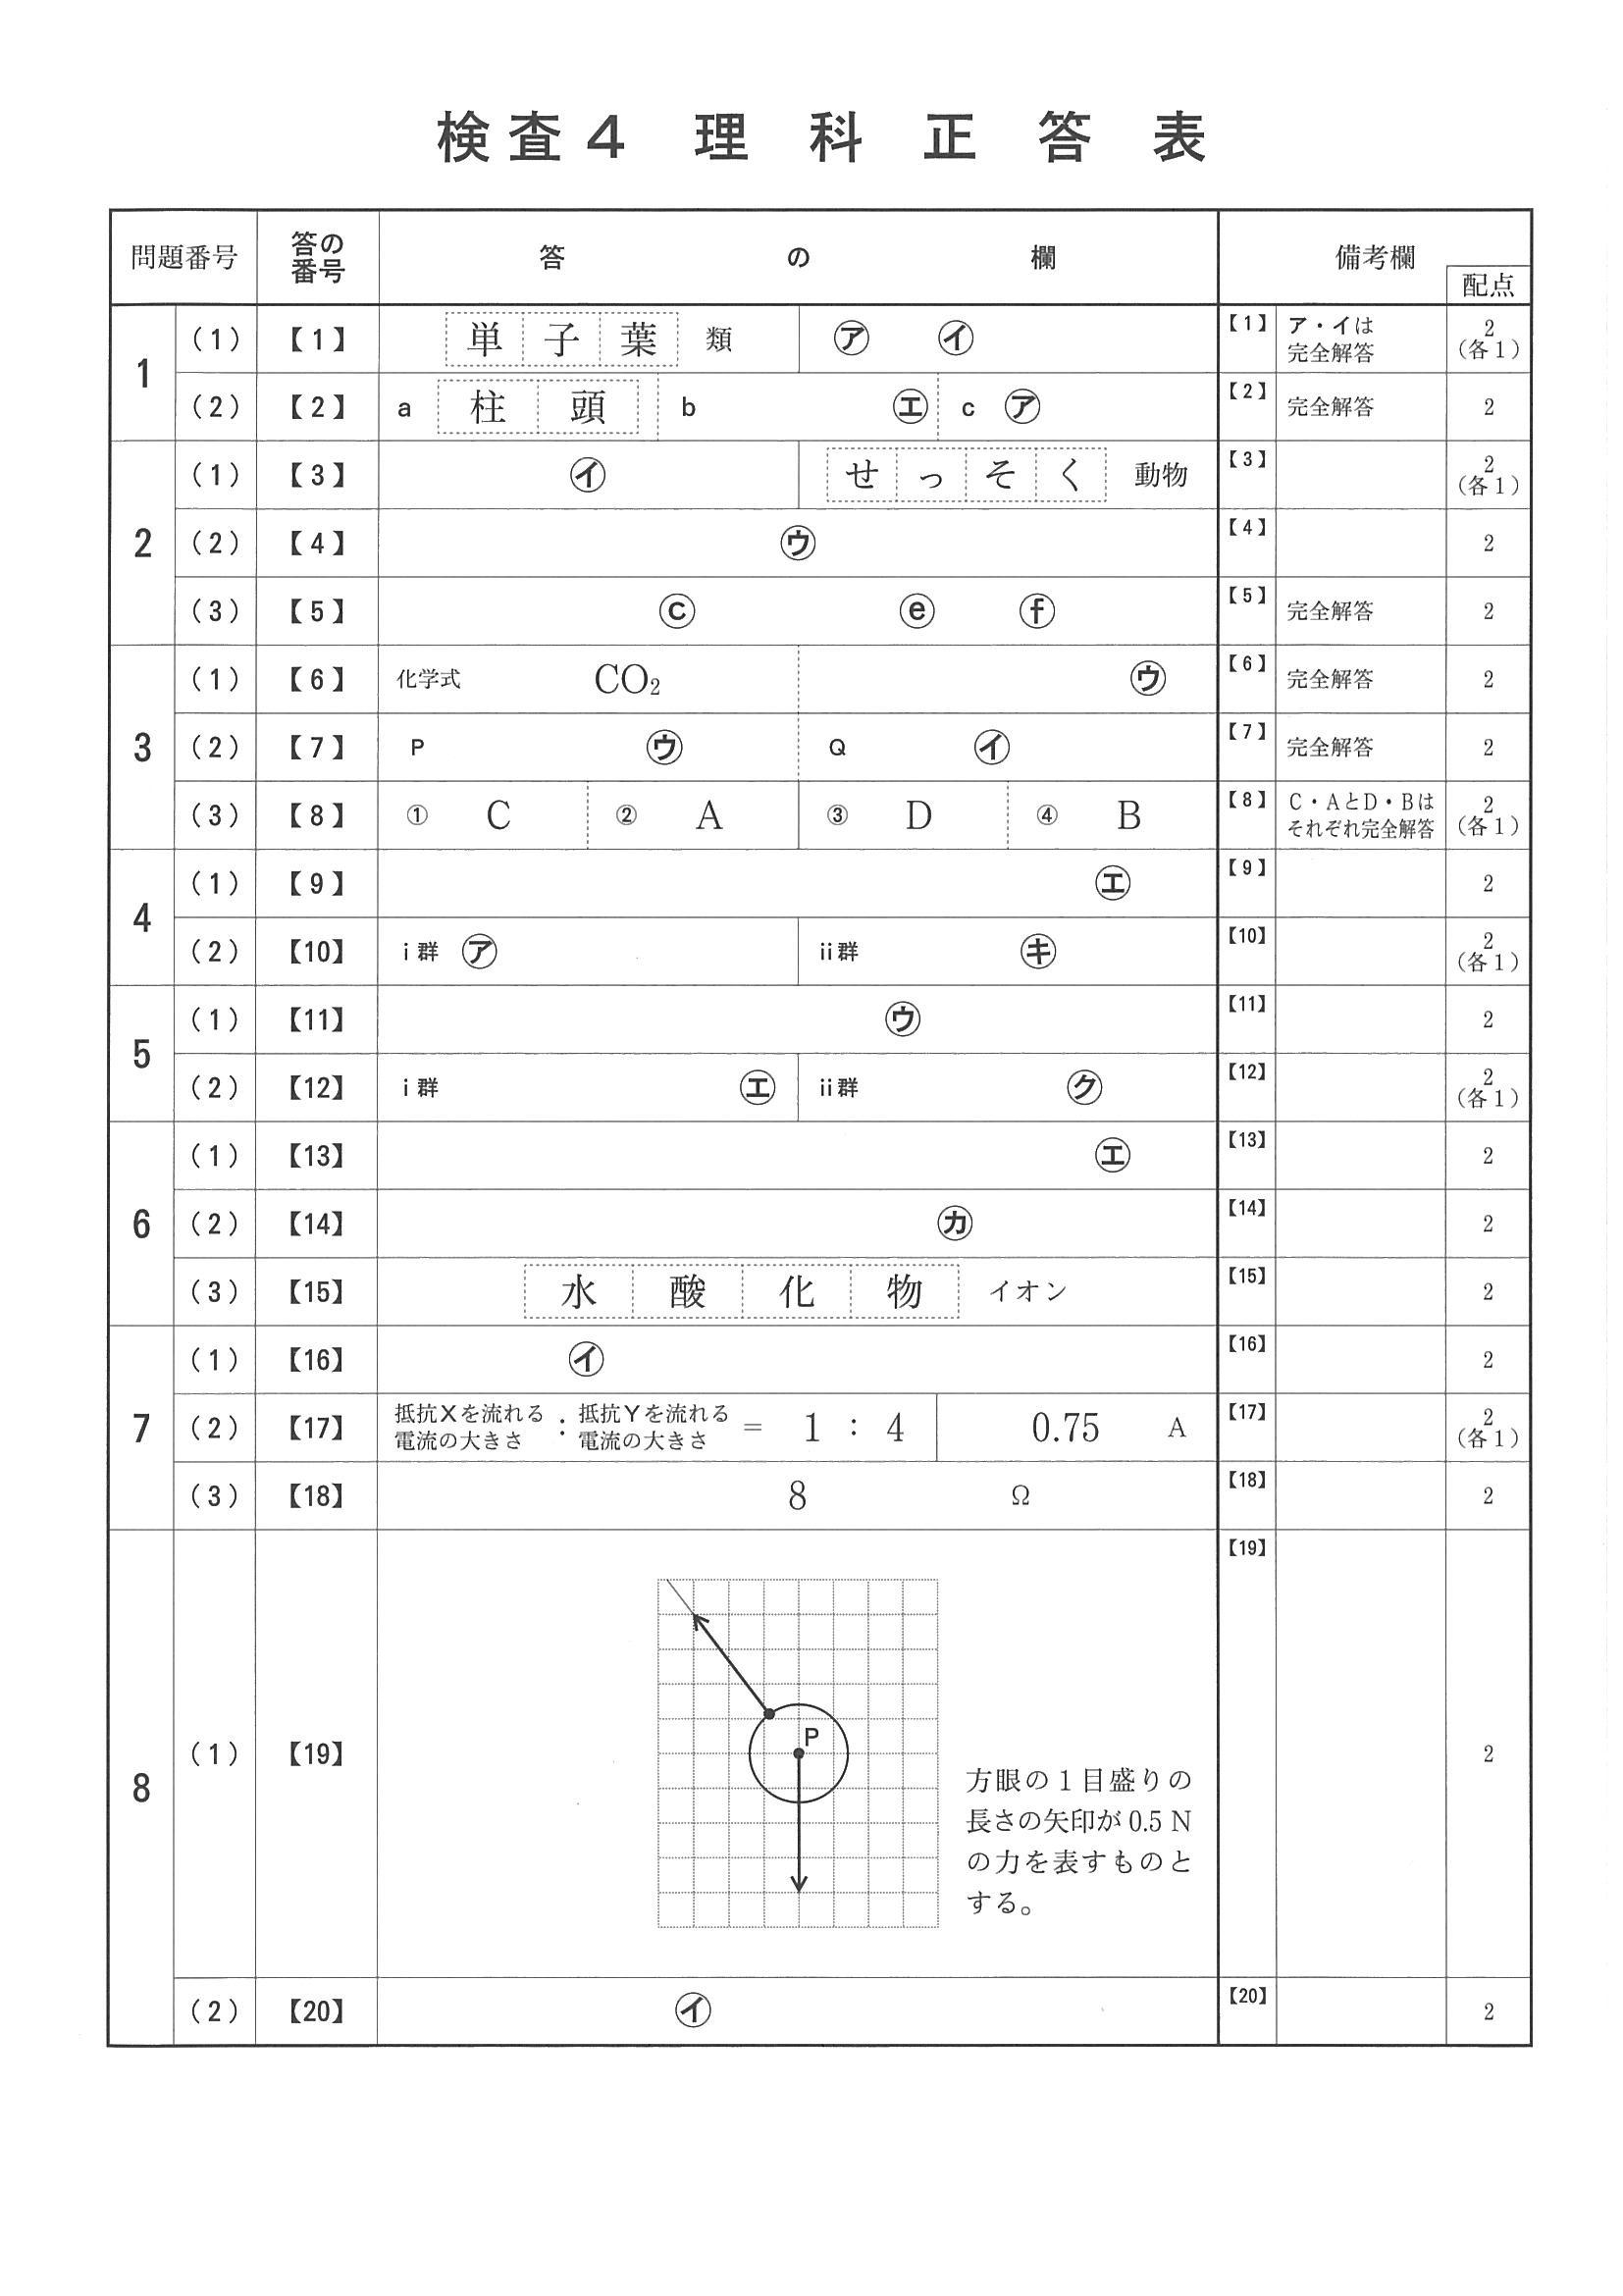 検査4 理科正答表
問題番号 答の番号 答の欄 備考欄 配点
1 (1) 【1】 単子葉類 ㋐ ㋑ 【1】 ア・イは完全解答 2(各1)
(2) 【2】 a 柱頭 b ㋓ c ㋐ 【2】 完全解答 2
2 (1) 【3】 ㋑ せっそく動物 【3】 2(各1)
(2) 【4】 ㋒ 【4】 2
(3) 【5】 ⓒ ⓔ ⓕ 【5】 完全解答 2
3 (1) 【6】 化学式 CO₂ ㋒ 【6】 完全解答 2
(2) 【7】 P ㋒ Q ㋑ 【7】 完全解答 2
(3) 【8】 ① C ② A ③ D ④ B 【8】 C・AとD・Bはそれぞれ完全解答 2(各1)
4 (1) 【9】 ㋓ 【9】 2
(2) 【10】 ⅰ群 ㋐ ⅱ群 ㋖ 【10】 2(各1)
5 (1) 【11】 ㋒ 【11】 2
(2) 【12】 ⅰ群 ㋓ ⅱ群 ㋗ 【12】 2(各1)
6 (1) 【13】 ㋓ 【13】 2
(2) 【14】 ㋕ 【14】 2
(3) 【15】 水酸化物イオン 【15】 2
7 (1) 【16】 ㋑ 【16】 2
(2) 【17】 抵抗Xを流れる電流の大きさ : 抵抗Yを流れる電流の大きさ = 1 : 4 0.75 A 【17】 2(各1)
(3) 【18】 8 Ω 【18】 2
8 (1) 【19】 P 【19】 2
方眼の1目盛りの
長さの矢印が0.5 N
の力を表すものと
する。
(2) 【20】 ㋑ 【20】 2